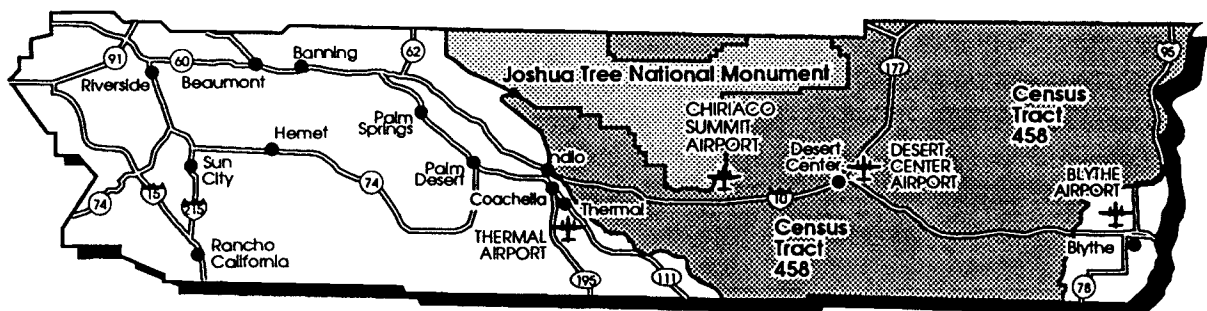 91
60
Riverside
Beaumont
Banning
62
Joshua Tree National Monument
CHIRIACO
SUMMIT
AIRPORT
177
95
Census
Tract
458
Palm
Springs
Hemet
Sun
City
Palm
Desert
Indio
Desert
Center
DESERT
CENTER
AIRPORT
BLYTHE
AIRPORT
74
15
215
74
Coachella
Thermal
10
Rancho
California
THERMAL
AIRPORT
Census
Tract
458
Blythe
195
111
78